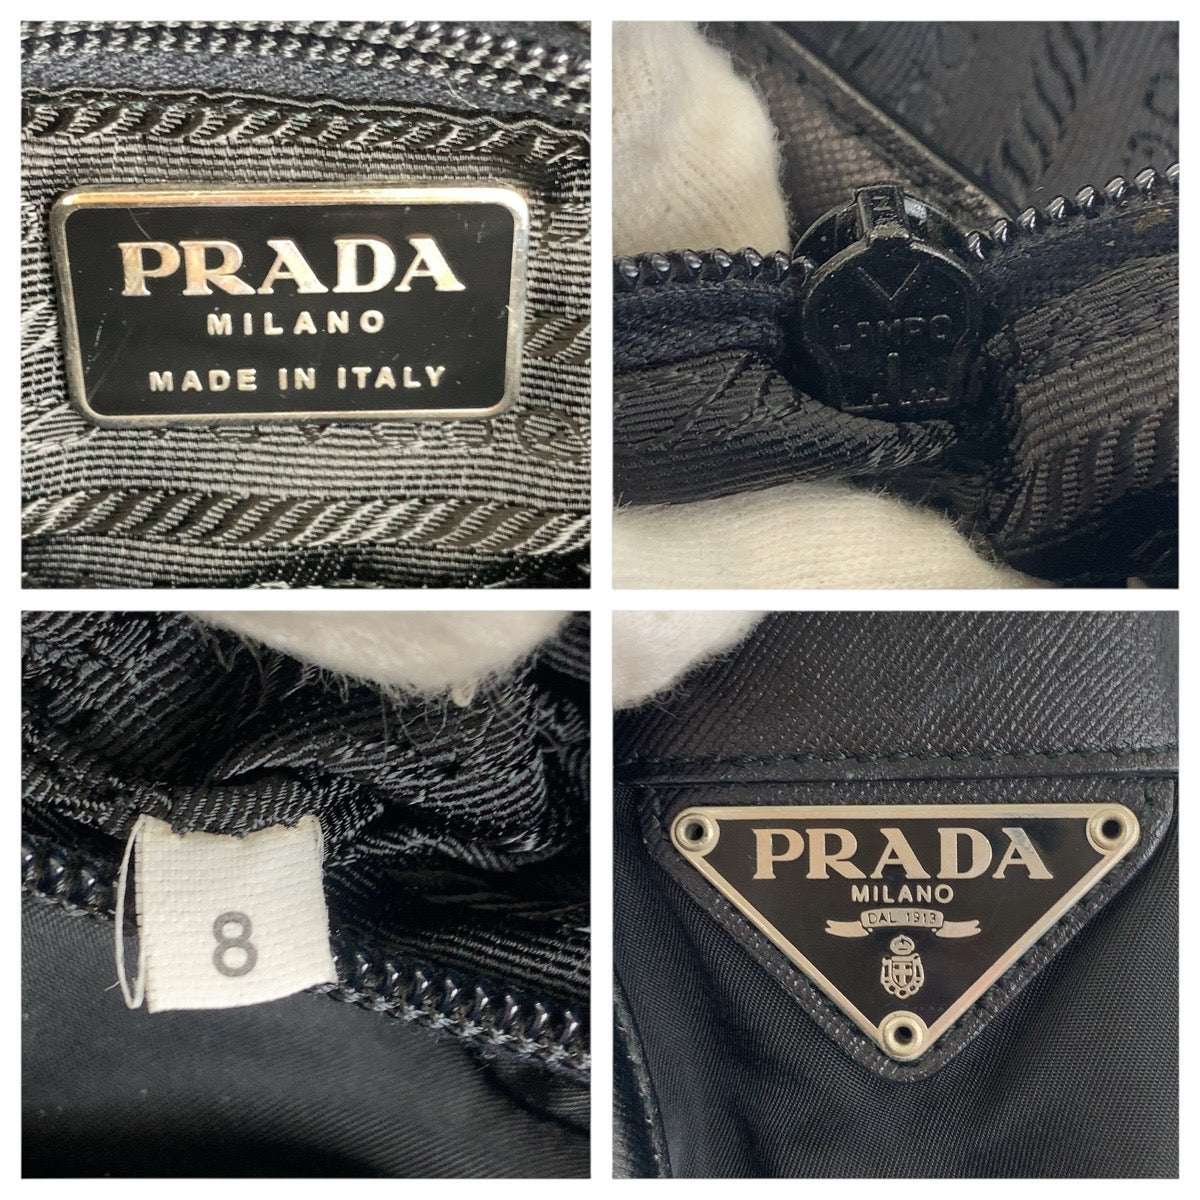 PRADA
MILANO
MADE IN ITALY
LAMPO
8
PRADA
MILANO
DAL 1913